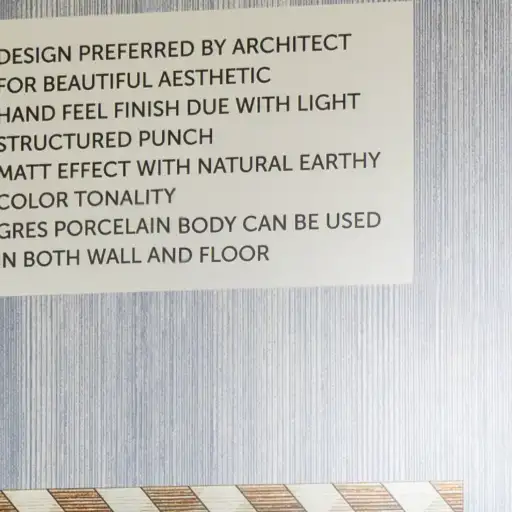 DESIGN PREFERRED BY ARCHITECT
FOR BEAUTIFUL AESTHETIC
HAND FEEL FINISH DUE WITH LIGHT
STRUCTURED PUNCH
MATT EFFECT WITH NATURAL EARTHY
COLOR TONALITY
GRES PORCELAIN BODY CAN BE USED
IN BOTH WALL AND FLOOR